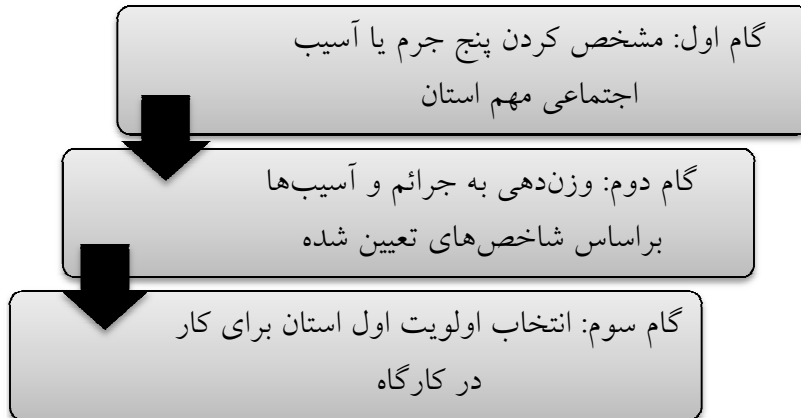 گام اول: مشخص کردن پنج جرم یا آسیب
اجتماعی مهم استان
گام دوم: وزن‌دهی به جرائم و آسیب‌ها
براساس شاخص‌های تعیین شده
گام سوم: انتخاب اولویت اول استان برای کار
در کارگاه